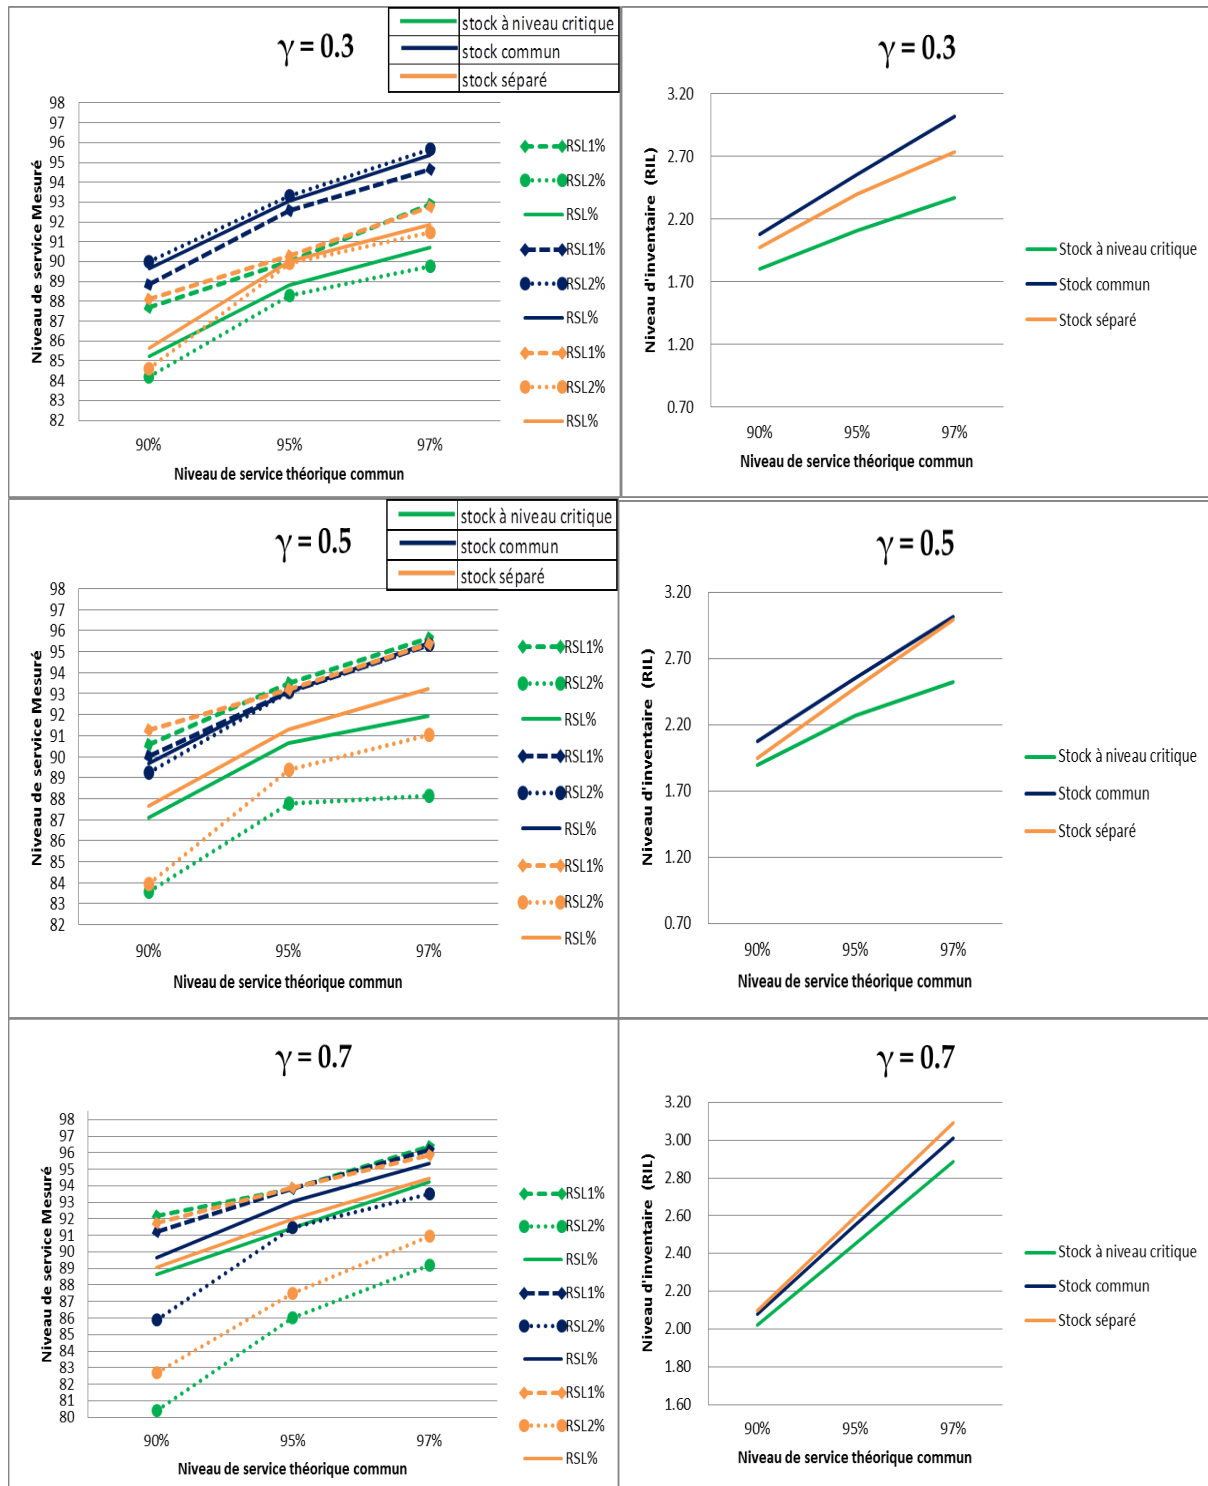 γ = 0.3
stock à niveau critique
stock commun
stock séparé
98
97
96
95
94
93
92
91
90
89
88
87
86
85
84
83
82
Niveau de service Mesuré
90%
95%
97%
Niveau de service théorique commun
RSL1%
RSL2%
RSL%
RSL1%
RSL2%
RSL%
RSL1%
RSL2%
RSL%
γ = 0.3
3.20
2.70
2.20
1.70
1.20
0.70
Niveau d'inventaire (RIL)
90%
95%
97%
Niveau de service théorique commun
Stock à niveau critique
Stock commun
Stock séparé
γ = 0.5
stock à niveau critique
stock commun
stock séparé
98
97
96
95
94
93
92
91
90
89
88
87
86
85
84
83
82
Niveau de service Mesuré
90%
95%
97%
Niveau de service théorique commun
RSL1%
RSL2%
RSL%
RSL1%
RSL2%
RSL%
RSL1%
RSL2%
RSL%
γ = 0.5
3.20
2.70
2.20
1.70
1.20
0.70
Niveau d'inventaire (RIL)
90%
95%
97%
Niveau de service théorique commun
Stock à niveau critique
Stock commun
Stock séparé
γ = 0.7
98
97
96
95
94
93
92
91
90
89
88
87
86
85
84
83
82
81
80
Niveau de service Mesuré
90%
95%
97%
Niveau de service théorique commun
RSL1%
RSL2%
RSL%
RSL1%
RSL2%
RSL%
RSL1%
RSL2%
RSL%
γ = 0.7
3.20
3.00
2.80
2.60
2.40
2.20
2.00
1.80
1.60
Niveau d'inventaire (RIL)
90%
95%
97%
Niveau de service théorique commun
Stock à niveau critique
Stock commun
Stock séparé